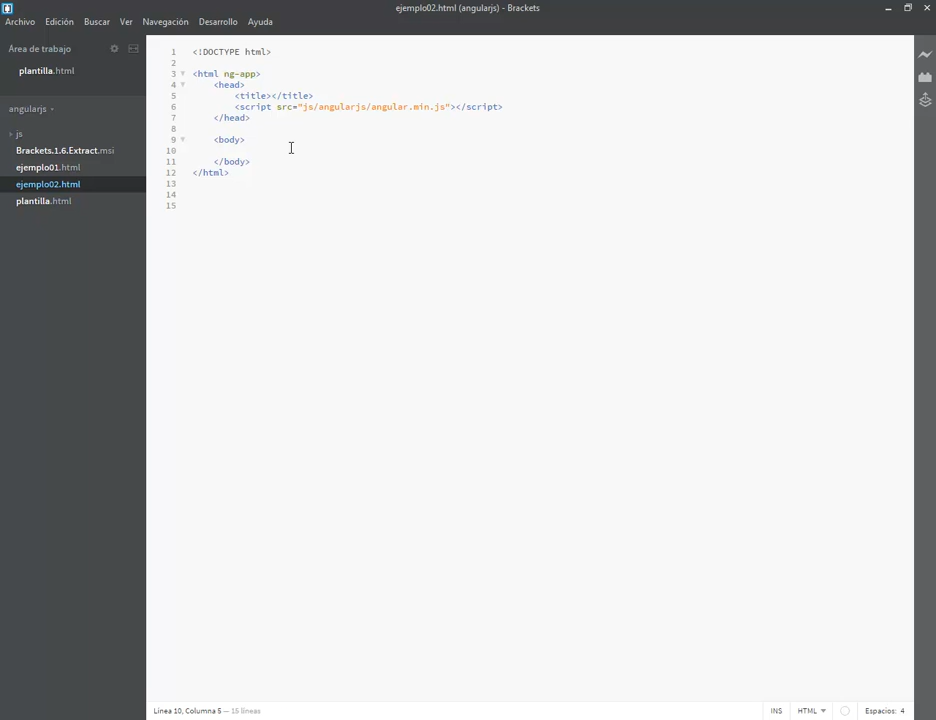 ejemplo02.html (angularjs) - Brackets
Archivo Edición Buscar Ver Navegación Desarrollo Ayuda
Área de trabajo
plantilla.html
angularjs
js
Brackets.1.6.Extract.msi
ejemplo01.html
ejemplo02.html
plantilla.html
1 <!DOCTYPE html>
2
3 <html ng-app>
4 <head>
5 <title></title>
6 <script src="js/angularjs/angular.min.js"></script>
7 </head>
8
9 <body>
10
11 </body>
12 </html>
13
14
15
Línea 10, Columna 5 — 15 líneas INS HTML Espacios: 4